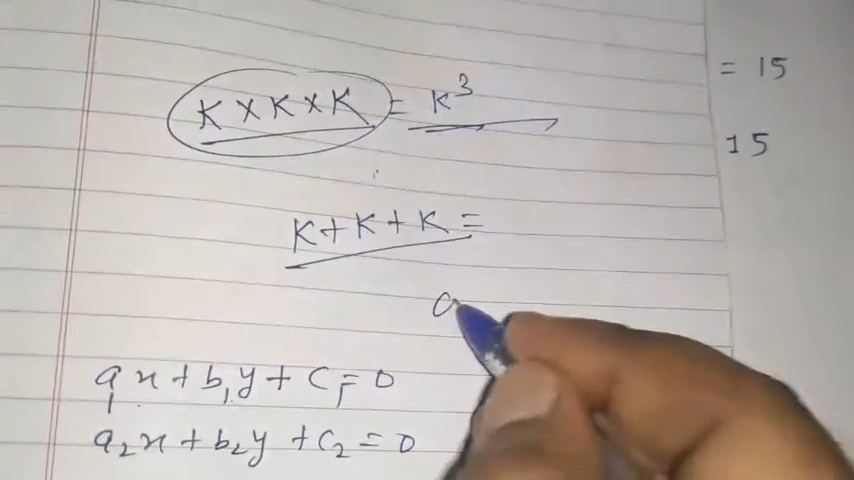 = 15
K × K × K = K³
15
K + K + K =
a
a₁x + b₁y + c₁ = 0
a₂x + b₂y + c₂ = 0